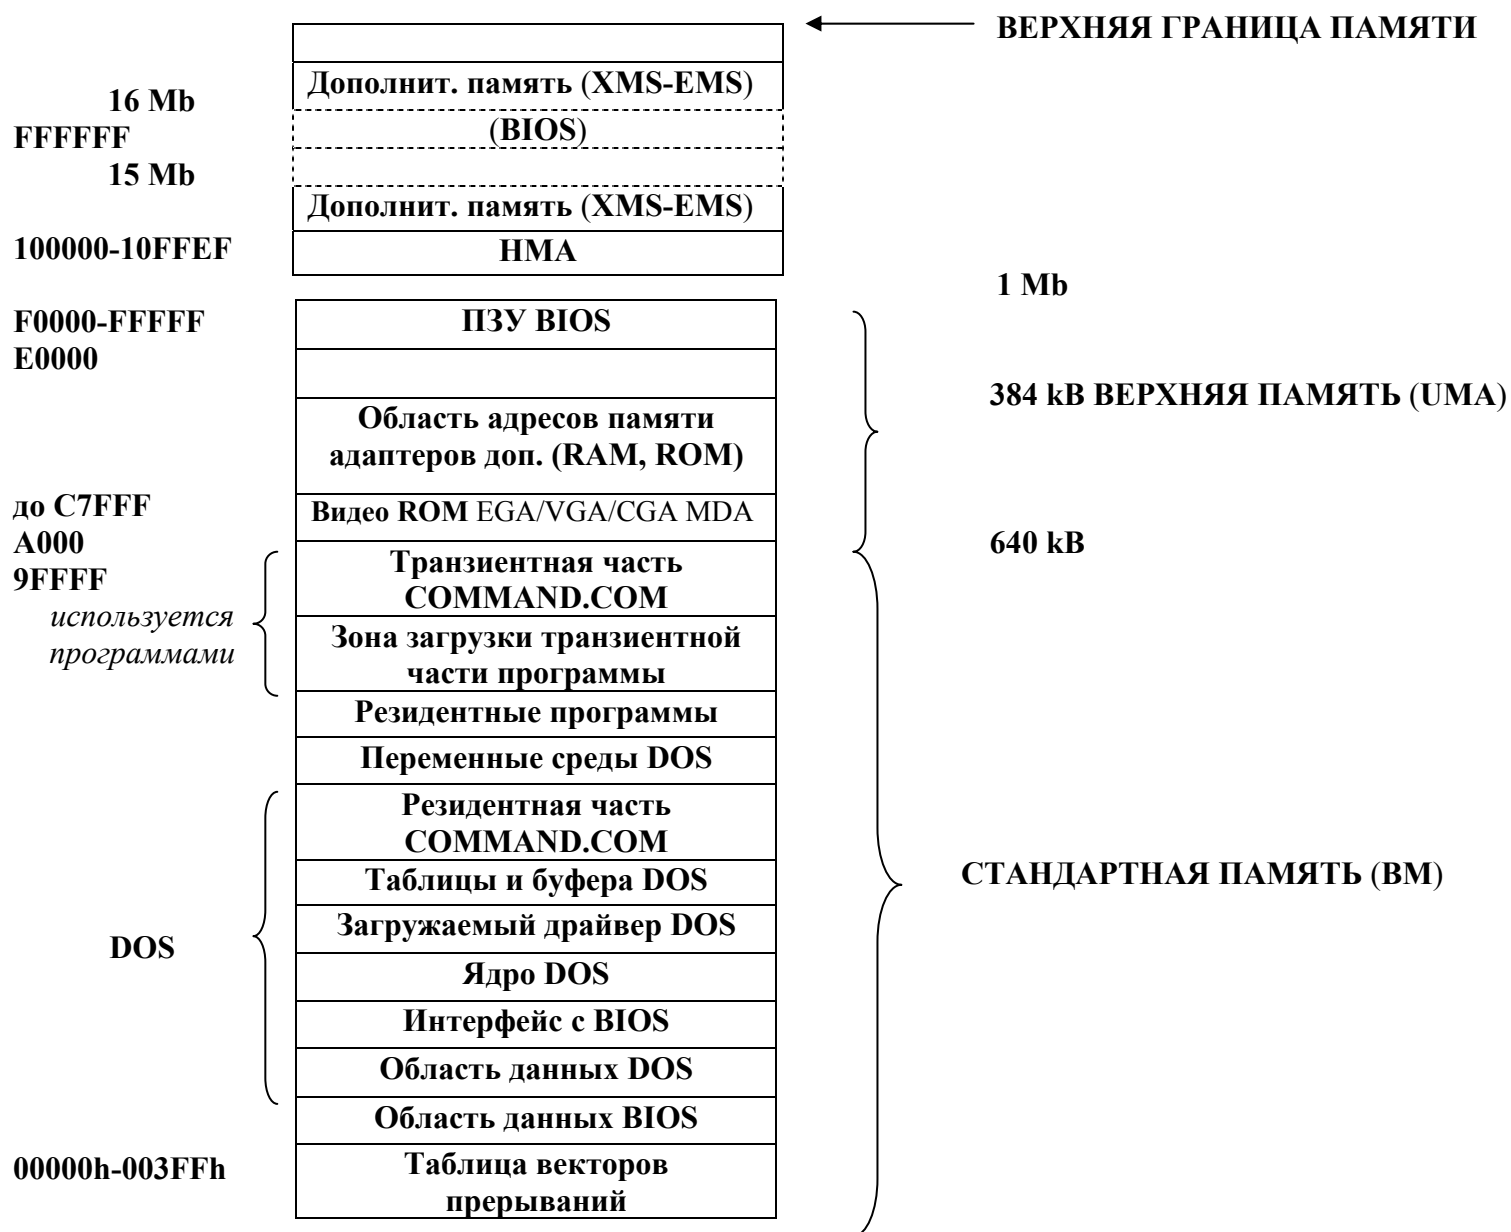 ВЕРХНЯЯ ГРАНИЦА ПАМЯТИ
Дополнит. память (XMS-EMS)
16 Mb
(BIOS)
FFFFFF
15 Mb
Дополнит. память (XMS-EMS)
100000-10FFEF
HMA
1 Mb
F0000-FFFFF
ПЗУ BIOS
E0000
384 kB ВЕРХНЯЯ ПАМЯТЬ (UMA)
Область адресов памяти
адаптеров доп. (RAM, ROM)
до C7FFF
Видео ROM EGA/VGA/CGA MDA
A000
640 kB
9FFFF
Транзиентная часть
COMMAND.COM
используется
программами
Зона загрузки транзиентной
части программы
Резидентные программы
Переменные среды DOS
Резидентная часть
COMMAND.COM
Таблицы и буфера DOS
СТАНДАРТНАЯ ПАМЯТЬ (BM)
Загружаемый драйвер DOS
DOS
Ядро DOS
Интерфейс с BIOS
Область данных DOS
Область данных BIOS
00000h-003FFh
Таблица векторов
прерываний